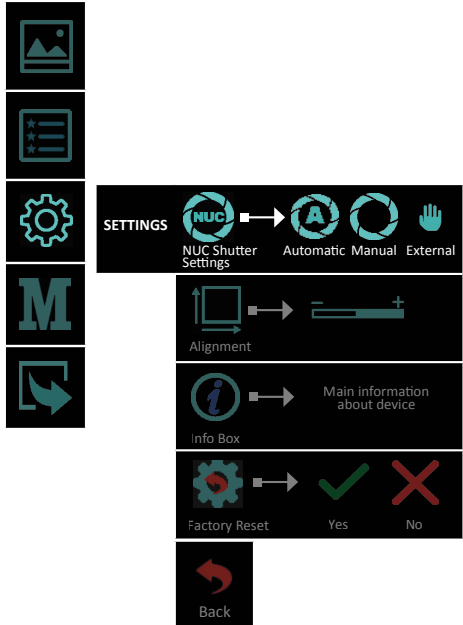 SETTINGS
NUC
A
NUC Shutter
Settings
Automatic
Manual
External
Alignment
− +
i
Info Box
Main information
about device
Factory Reset
Yes
No
M
Back